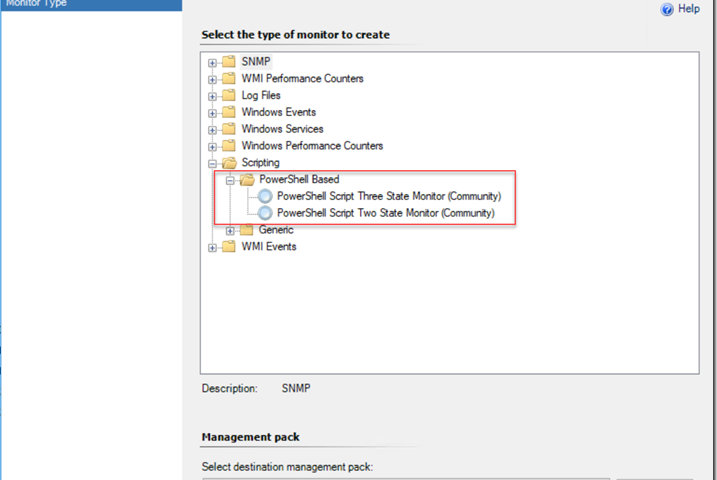 Monitor Type
Help
Select the type of monitor to create
SNMP
WMI Performance Counters
Log Files
Windows Events
Windows Services
Windows Performance Counters
Scripting
PowerShell Based
PowerShell Script Three State Monitor (Community)
PowerShell Script Two State Monitor (Community)
Generic
WMI Events
Description: SNMP
Management pack
Select destination management pack: